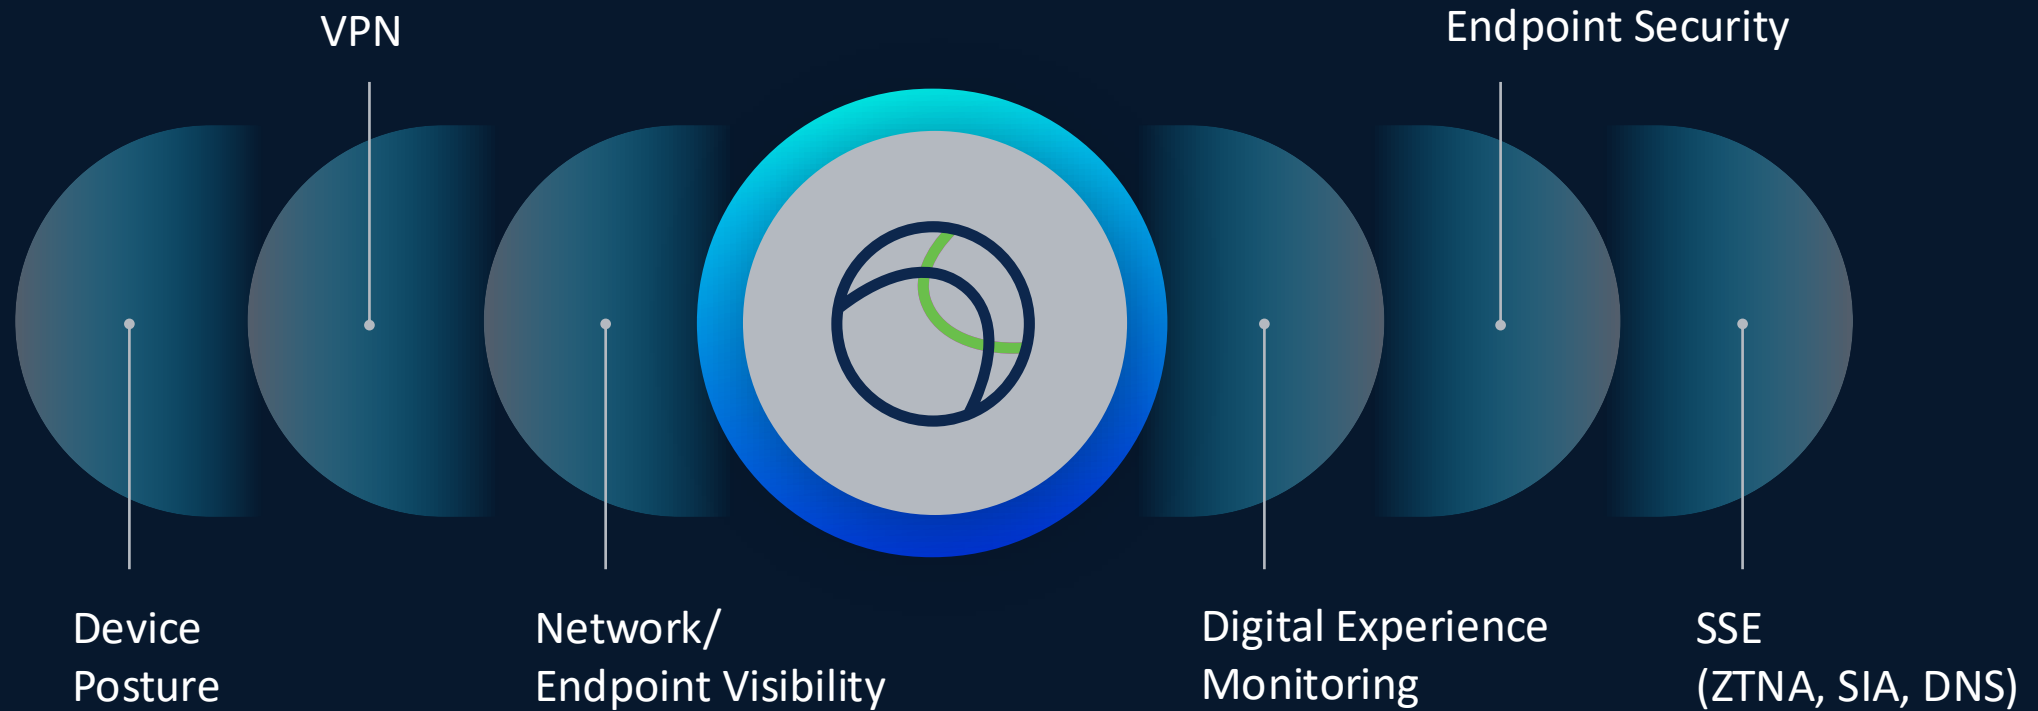 VPN
Endpoint Security
Device
Posture
Network/
Endpoint Visibility
Digital Experience
Monitoring
SSE
(ZTNA, SIA, DNS)